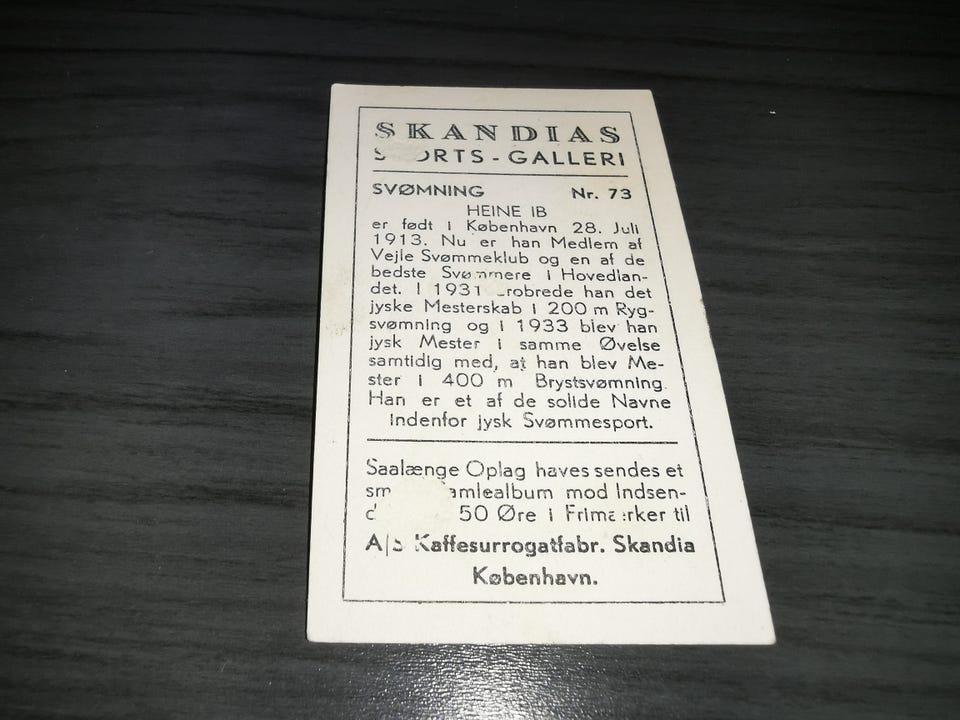 SKANDIAS
SPORTS-GALLERI
SVØMNING Nr. 73
HEINE IB
er født i København 28. Juli
1913. Nu er han Medlem af
Vejle Svømmeklub og en af de
bedste Svømmere i Hovedlan-
det. I 1931 erobrede han det
jyske Mesterskab i 200 m Ryg-
svømning og i 1933 blev han
jysk Mester i samme Øvelse
samtidig med, at han blev Me-
ster i 400 m Brystsvømning.
Han er et af de solide Navne
indenfor jysk Svømmesport.
Saalænge Oplag haves sendes et
50 Øre i Frimærker til
A/S Kaffesurrogatfabr. Skandia
København.